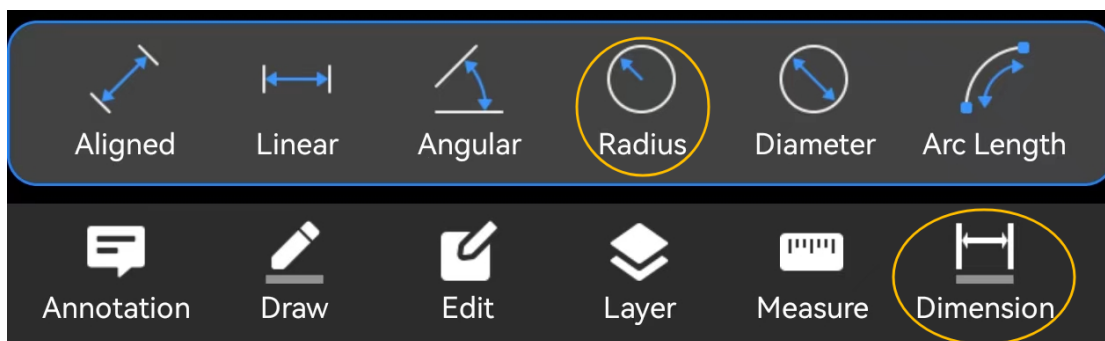 Aligned Linear Angular Radius Diameter Arc Length
Annotation Draw Edit Layer Measure Dimension